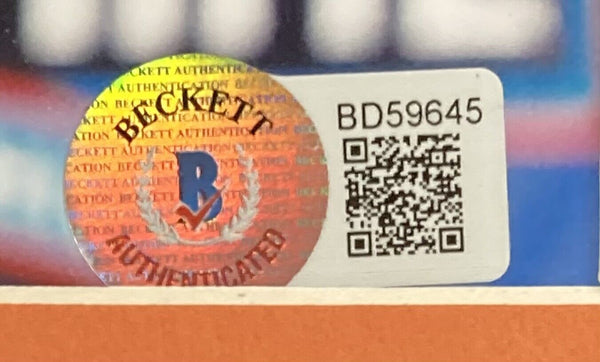 BECKETT
B
AUTHENTICATED
BD59645